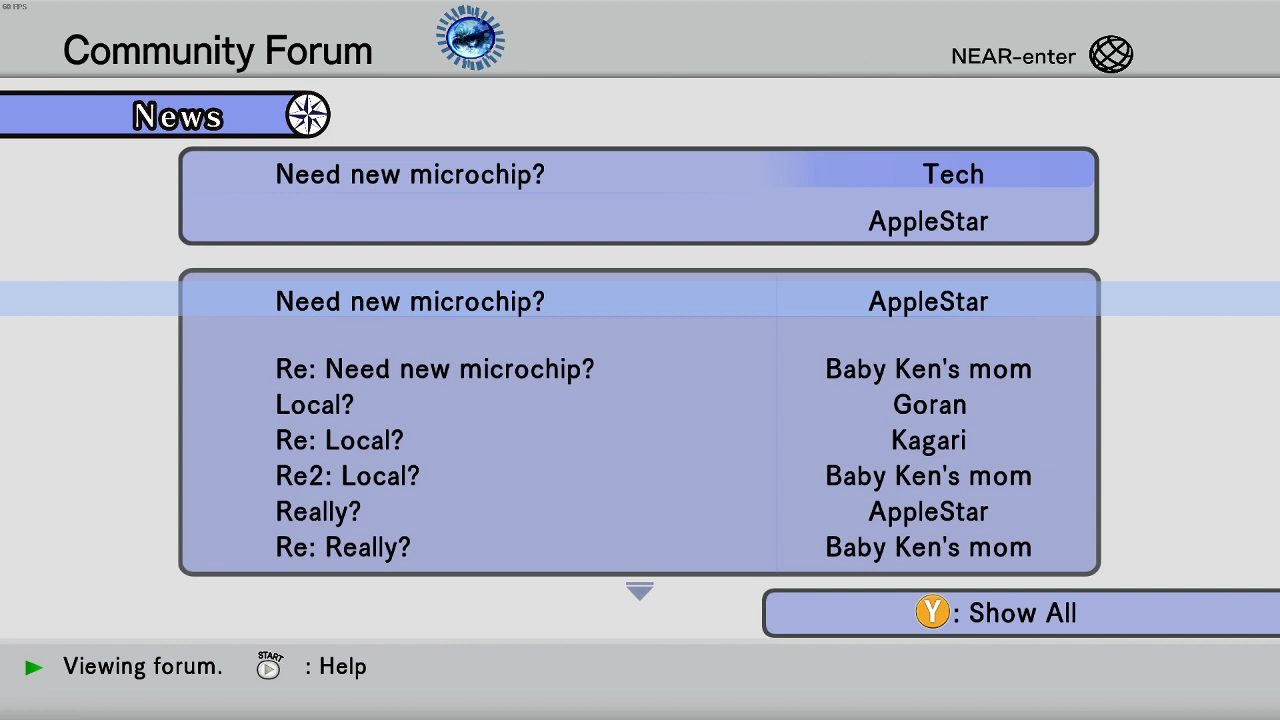 60 FPS
Community Forum
NEAR-enter
News
Need new microchip? Tech
AppleStar
Need new microchip? AppleStar
Re: Need new microchip? Baby Ken's mom
Local? Goran
Re: Local? Kagari
Re2: Local? Baby Ken's mom
Really? AppleStar
Re: Really? Baby Ken's mom
Y : Show All
Viewing forum. START : Help